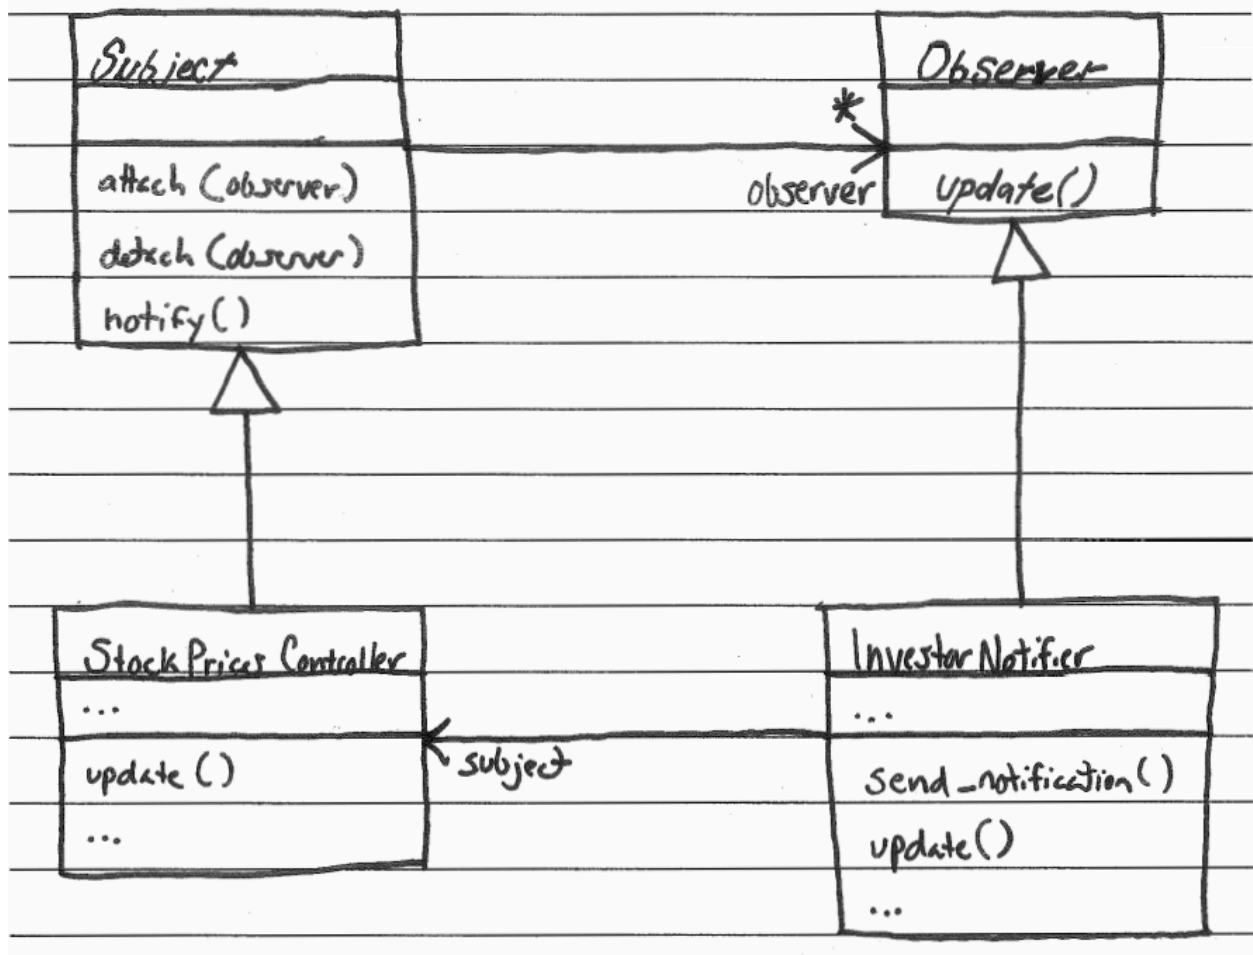 Subject
attach (observer)
detach (observer)
notify()
Observer
update()
*
observer
StockPrices Controller
...
update()
...
subject
InvestorNotifier
...
send_notification()
update()
...